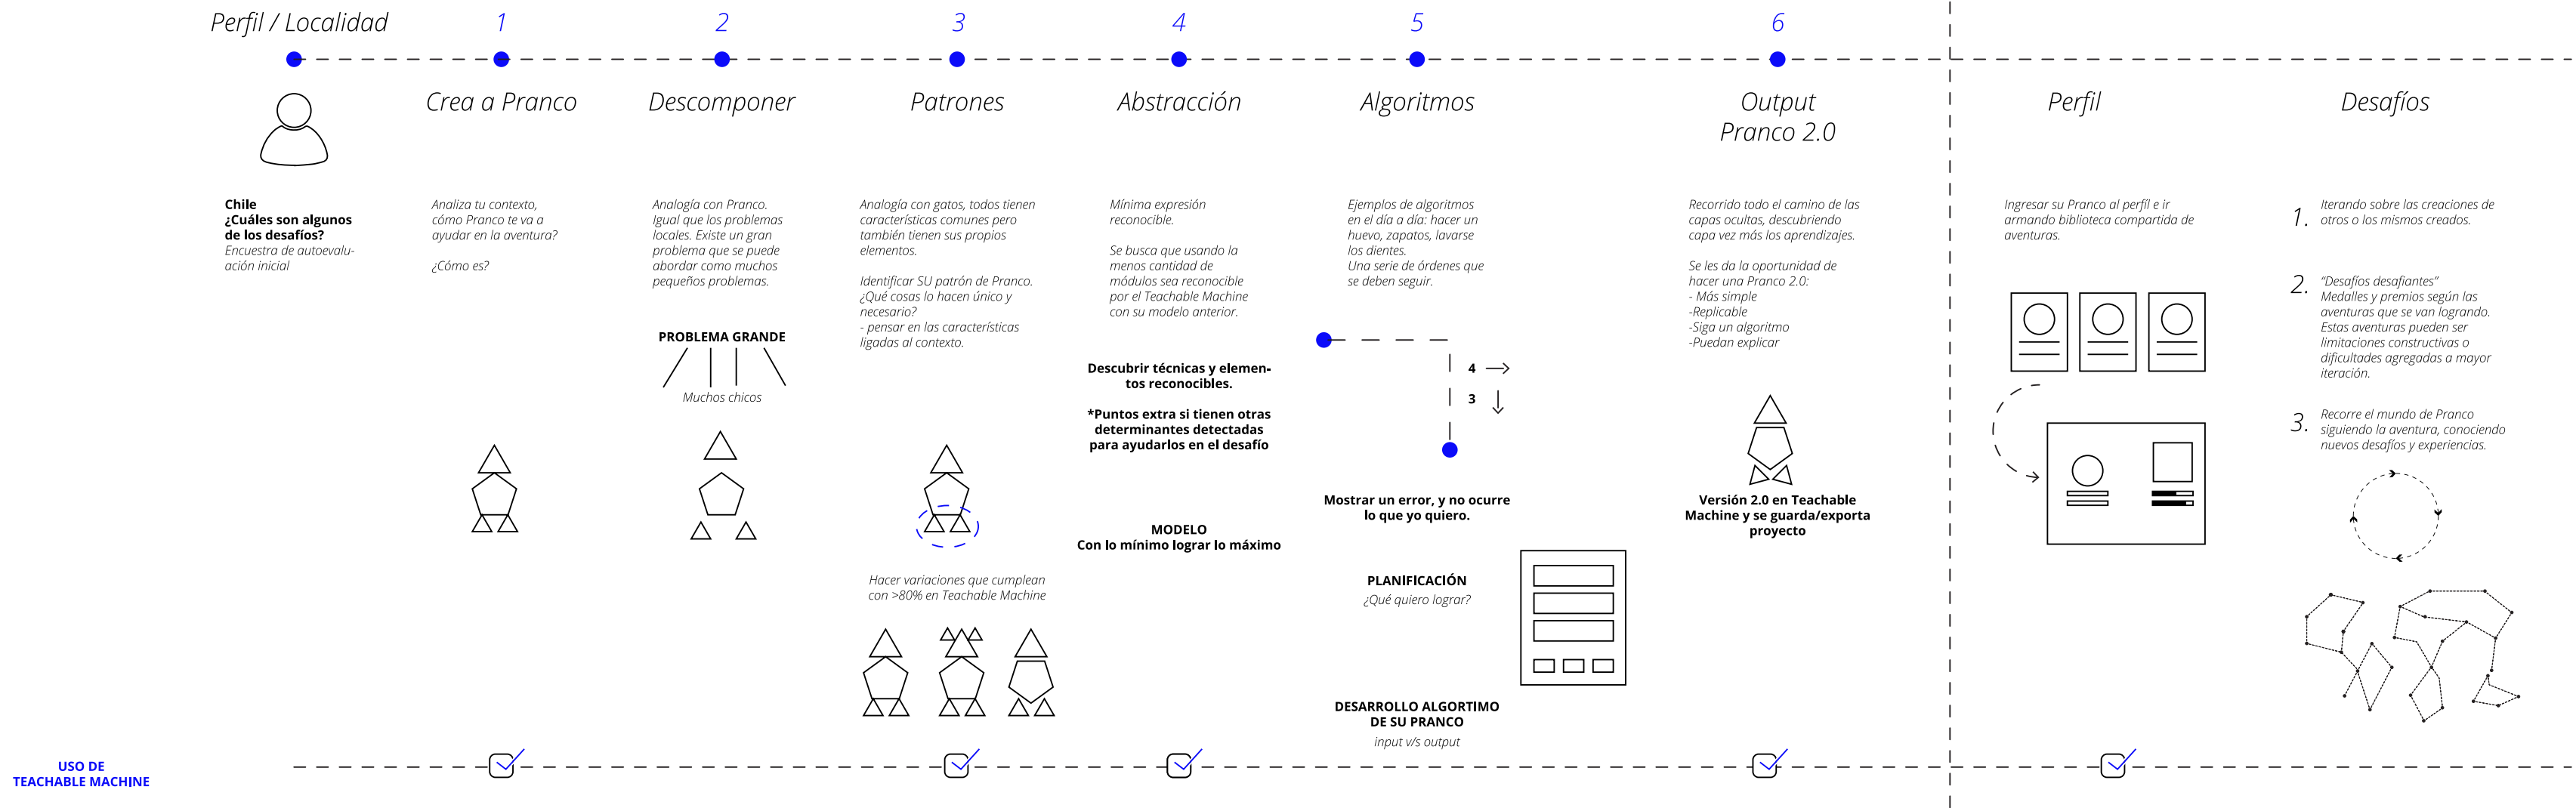 Perfil / Localidad
1
2
3
4
5
6
Crea a Pranco
Descomponer
Patrones
Abstracción
Algoritmos
Output
Pranco 2.0
Perfil
Desafíos
Chile
¿Cuáles son algunos
de los desafíos?
Encuestra de autoevalu-
ación inicial
Analiza tu contexto,
cómo Pranco te va a
ayudar en la aventura?
¿Cómo es?
Analogía con Pranco.
Igual que los problemas
locales. Existe un gran
problema que se puede
abordar como muchos
pequeños problemas.
PROBLEMA GRANDE
Muchos chicos
Analogía con gatos, todos tienen
características comunes pero
también tienen sus propios
elementos.
Identificar SU patrón de Pranco.
¿Qué cosas lo hacen único y
necesario?
- pensar en las características
ligadas al contexto.
Hacer variaciones que cumplean
con >80% en Teachable Machine
Mínima expresión
reconocible.
Se busca que usando la
menos cantidad de
módulos sea reconocible
por el Teachable Machine
con su modelo anterior.
Descubrir técnicas y elemen-
tos reconocibles.
*Puntos extra si tienen otras
determinantes detectadas
para ayudarlos en el desafío
MODELO
Con lo mínimo lograr lo máximo
Ejemplos de algoritmos
en el día a día: hacer un
huevo, zapatos, lavarse
los dientes.
Una serie de órdenes que
se deben seguir.
4
3
Mostrar un error, y no ocurre
lo que yo quiero.
PLANIFICACIÓN
¿Qué quiero lograr?
DESARROLLO ALGORTIMO
DE SU PRANCO
input v/s output
Recorrido todo el camino de las
capas ocultas, descubriendo
capa vez más los aprendizajes.
Se les da la oportunidad de
hacer una Pranco 2.0:
- Más simple
-Replicable
-Siga un algoritmo
-Puedan explicar
Versión 2.0 en Teachable
Machine y se guarda/exporta
proyecto
Ingresar su Pranco al perfil e ir
armando biblioteca compartida de
aventuras.
1.
Iterando sobre las creaciones de
otros o los mismos creados.
2.
“Desafíos desafiantes”
Medalles y premios según las
aventuras que se van logrando.
Estas aventuras pueden ser
limitaciones constructivas o
dificultades agregadas a mayor
iteración.
3.
Recorre el mundo de Pranco
siguiendo la aventura, conociendo
nuevos desafíos y experiencias.
USO DE
TEACHABLE MACHINE